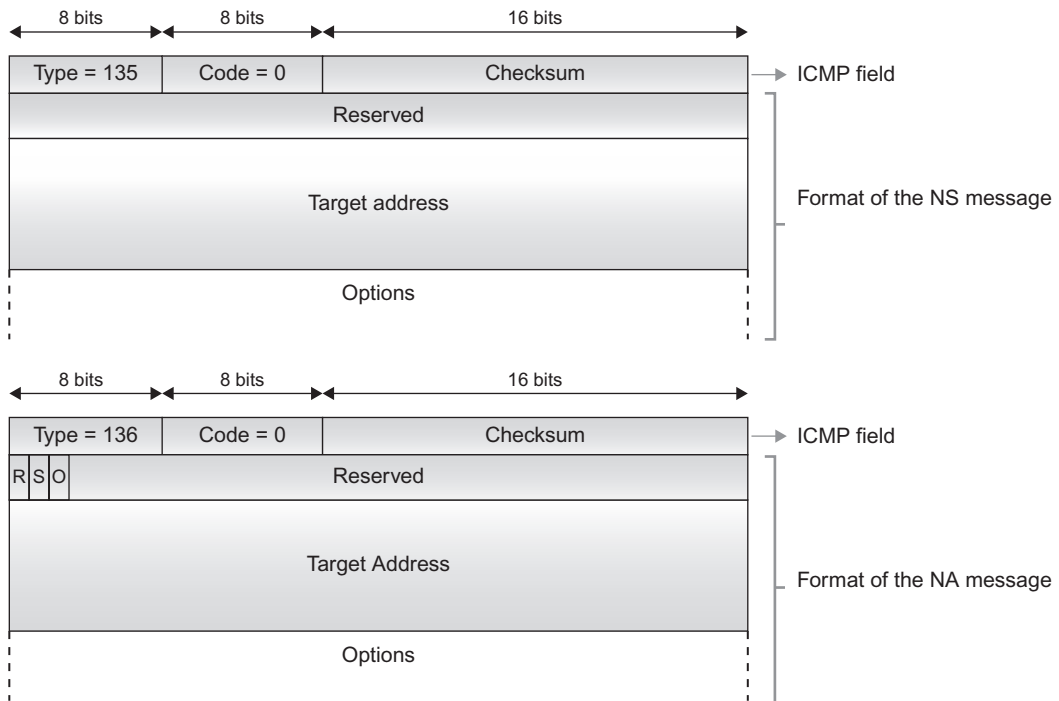 8 bits 8 bits 16 bits
Type = 135 Code = 0 Checksum ICMP field
Reserved
Target address
Format of the NS message
Options
8 bits 8 bits 16 bits
Type = 136 Code = 0 Checksum ICMP field
R S O Reserved
Target Address
Format of the NA message
Options